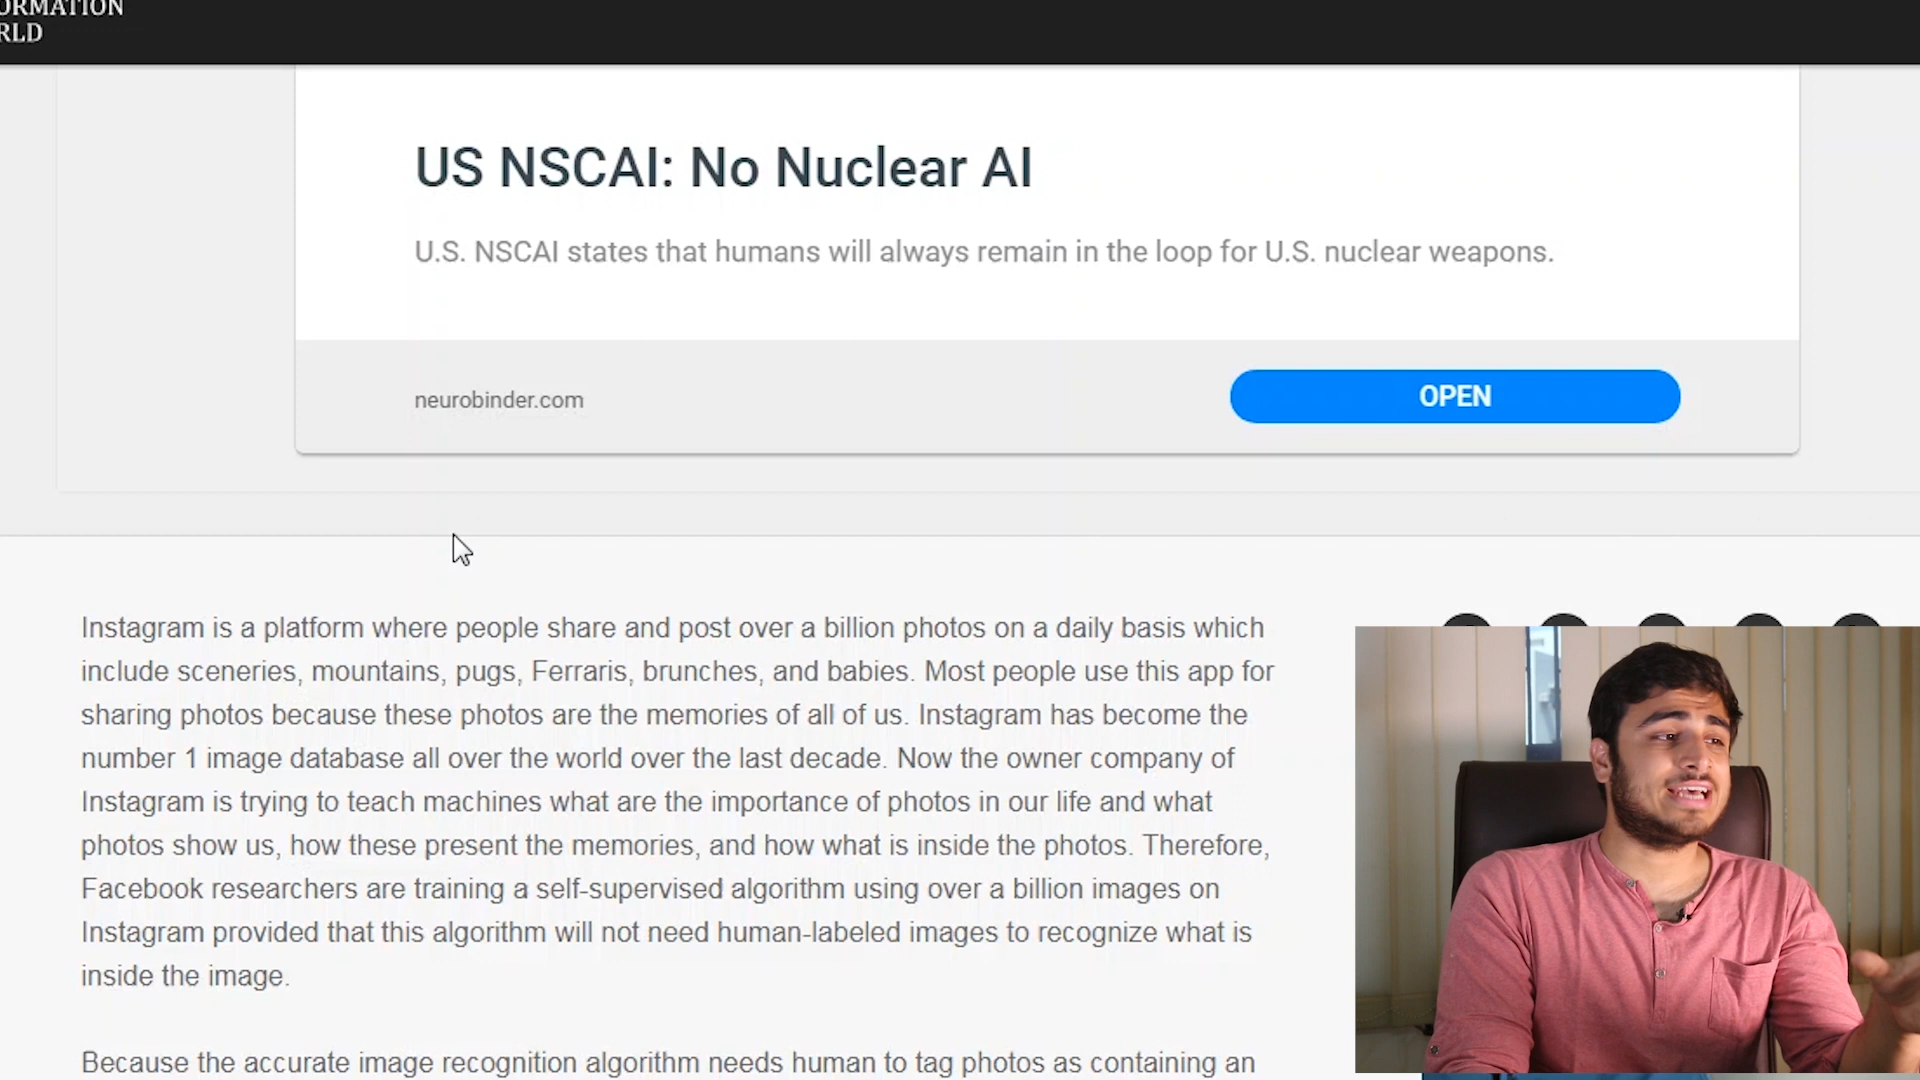 ORMATION
RLD
US NSCAI: No Nuclear AI
U.S. NSCAI states that humans will always remain in the loop for U.S. nuclear weapons.
neurobinder.com
OPEN
Instagram is a platform where people share and post over a billion photos on a daily basis which
include sceneries, mountains, pugs, Ferraris, brunches, and babies. Most people use this app for
sharing photos because these photos are the memories of all of us. Instagram has become the
number 1 image database all over the world over the last decade. Now the owner company of
Instagram is trying to teach machines what are the importance of photos in our life and what
photos show us, how these present the memories, and how what is inside the photos. Therefore,
Facebook researchers are training a self-supervised algorithm using over a billion images on
Instagram provided that this algorithm will not need human-labeled images to recognize what is
inside the image.
Because the accurate image recognition algorithm needs human to tag photos as containing an